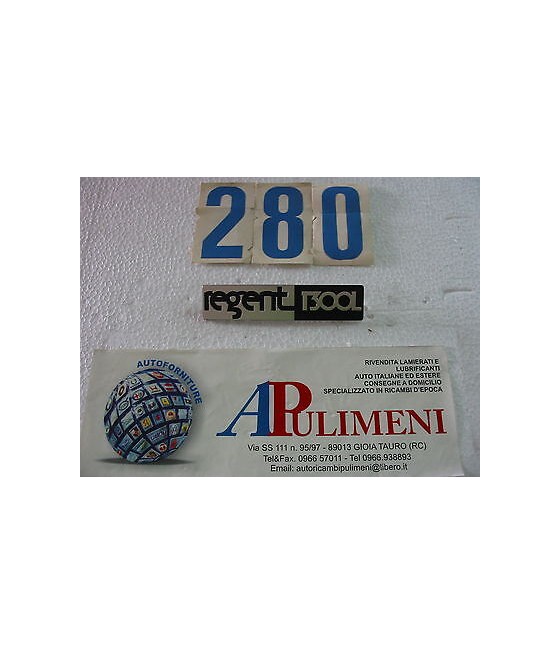 280
regent 1300L
AUTOFORNITURE
RIVENDITA LAMIERATI E
LUBRIFICANTI
AUTO ITALIANE ED ESTERE
CONSEGNE A DOMICILIO
SPECIALIZZATO IN RICAMBI D'EPOCA
APULIMENI
Via SS 111 n. 95/97 - 89013 GIOIA TAURO (RC)
Tel&Fax. 0966 57011 - Tel 0966.938893
Email: autoricambipulimeni@libero.it